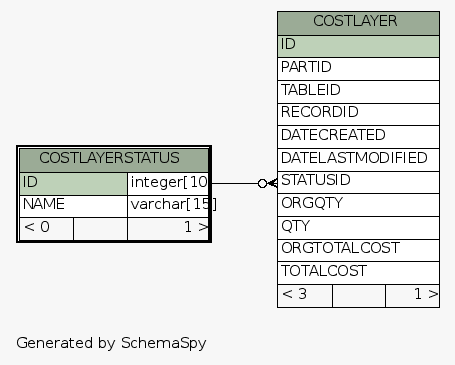 COSTLAYERSTATUS
ID integer[10]
NAME varchar[15]
< 0 1 >
COSTLAYER
ID
PARTID
TABLEID
RECORDID
DATECREATED
DATELASTMODIFIED
STATUSID
ORGQTY
QTY
ORGTOTALCOST
TOTALCOST
< 3 1 >
Generated by SchemaSpy